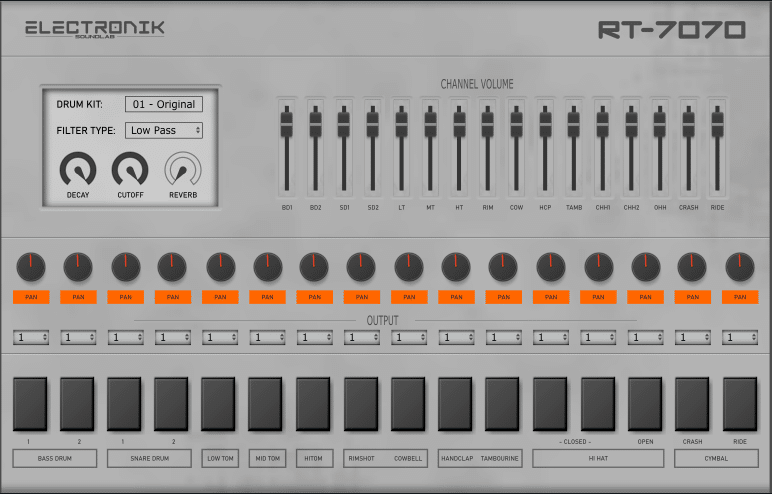 ELECTRONIK
SOUNDLAB
RT-7070
CHANNEL VOLUME
DRUM KIT: 01 - Original
FILTER TYPE: Low Pass
DECAY CUTOFF REVERB
BD1 BD2 SD1 SD2 LT MT HT RIM COW HCP TAMB CHH1 CHH2 OHH CRASH RIDE
PAN PAN PAN PAN PAN PAN PAN PAN PAN PAN PAN PAN PAN PAN PAN PAN
OUTPUT
1 1 1 1 1 1 1 1 1 1 1 1 1 1 1 1
1 2 1 2 - CLOSED - OPEN CRASH RIDE
BASS DRUM SNARE DRUM LOW TOM MID TOM HITOM RIMSHOT COWBELL HANDCLAP TAMBOURINE HI HAT CYMBAL